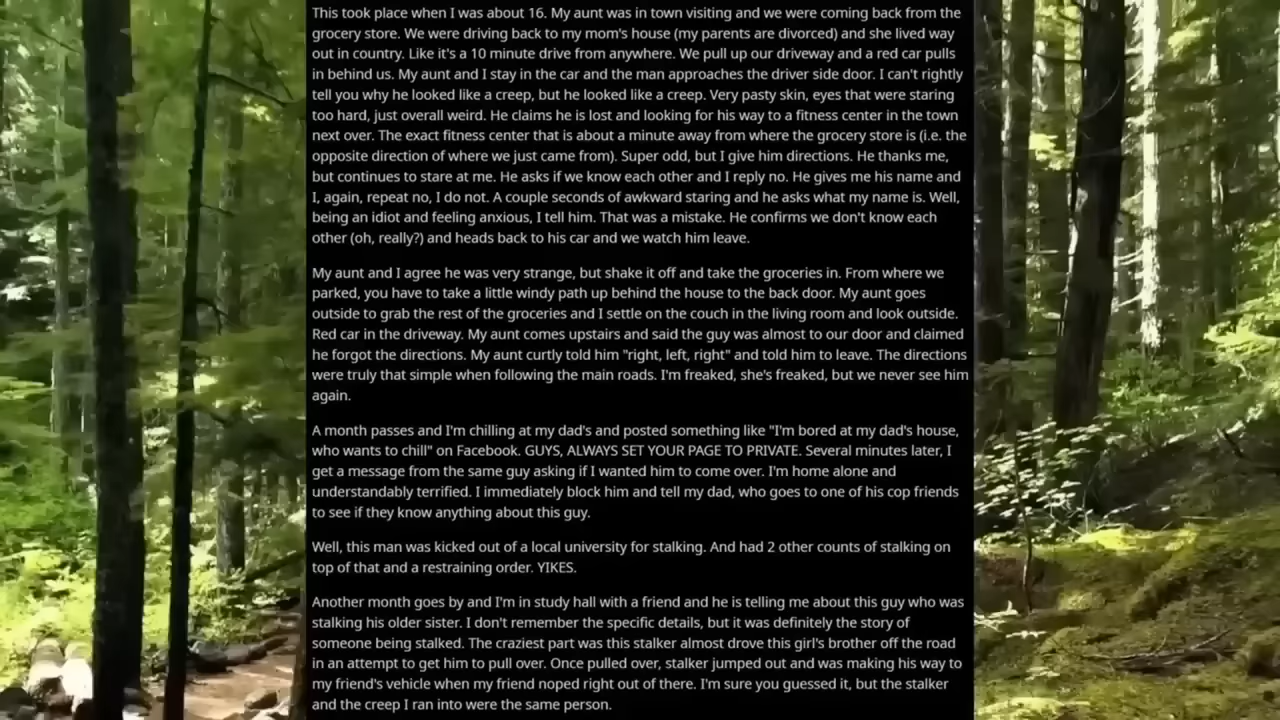 This took place when I was about 16. My aunt was in town visiting and we were coming back from the
grocery store. We were driving back to my mom's house (my parents are divorced) and she lived way
out in country. Like it's a 10 minute drive from anywhere. We pull up our driveway and a red car pulls
in behind us. My aunt and I stay in the car and the man approaches the driver side door. I can't rightly
tell you why he looked like a creep, but he looked like a creep. Very pasty skin, eyes that were staring
too hard, just overall weird. He claims he is lost and looking for his way to a fitness center in the town
next over. The exact fitness center that is about a minute away from where the grocery store is (i.e. the
opposite direction of where we just came from). Super odd, but I give him directions. He thanks me,
but continues to stare at me. He asks if we know each other and I reply no. He gives me his name and
I, again, repeat no, I do not. A couple seconds of awkward staring and he asks what my name is. Well,
being an idiot and feeling anxious, I tell him. That was a mistake. He confirms we don't know each
other (oh, really?) and heads back to his car and we watch him leave.
My aunt and I agree he was very strange, but shake it off and take the groceries in. From where we
parked, you have to take a little windy path up behind the house to the back door. My aunt goes
outside to grab the rest of the groceries and I settle on the couch in the living room and look outside.
Red car in the driveway. My aunt comes upstairs and said the guy was almost to our door and claimed
he forgot the directions. My aunt curtly told him "right, left, right" and told him to leave. The directions
were truly that simple when following the main roads. I'm freaked, she's freaked, but we never see him
again.
A month passes and I'm chilling at my dad's and posted something like "I'm bored at my dad's house,
who wants to chill" on Facebook. GUYS, ALWAYS SET YOUR PAGE TO PRIVATE. Several minutes later, I
get a message from the same guy asking if I wanted him to come over. I'm home alone and
understandably terrified. I immediately block him and tell my dad, who goes to one of his cop friends
to see if they know anything about this guy.
Well, this man was kicked out of a local university for stalking. And had 2 other counts of stalking on
top of that and a restraining order. YIKES.
Another month goes by and I'm in study hall with a friend and he is telling me about this guy who was
stalking his older sister. I don't remember the specific details, but it was definitely the story of
someone being stalked. The craziest part was this stalker almost drove this girl's brother off the road
in an attempt to get him to pull over. Once pulled over, stalker jumped out and was making his way to
my friend's vehicle when my friend noped right out of there. I'm sure you guessed it, but the stalker
and the creep I ran into were the same person.